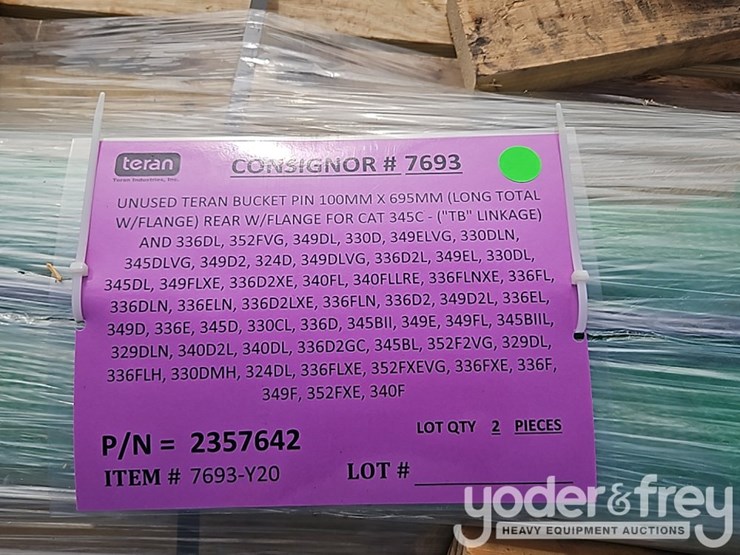 teran
Teran Industries, Inc.
CONSIGNOR # 7693
UNUSED TERAN BUCKET PIN 100MM X 695MM (LONG TOTAL
W/FLANGE) REAR W/FLANGE FOR CAT 345C - ("TB" LINKAGE)
AND 336DL, 352FVG, 349DL, 330D, 349ELVG, 330DLN,
345DLVG, 349D2, 324D, 349DLVG, 336D2L, 349EL, 330DL,
345DL, 349FLXE, 336D2XE, 340FL, 340FLLRE, 336FLNXE, 336FL,
336DLN, 336ELN, 336D2LXE, 336FLN, 336D2, 349D2L, 336EL,
349D, 336E, 345D, 330CL, 336D, 345BII, 349E, 349FL, 345BIIL,
329DLN, 340D2L, 340DL, 336D2GC, 345BL, 352F2VG, 329DL,
336FLH, 330DMH, 324DL, 336FLXE, 352FXEVG, 336FXE, 336F,
349F, 352FXE, 340F
LOT QTY 2 PIECES
P/N = 2357642
ITEM # 7693-Y20 LOT #
yoder&frey
HEAVY EQUIPMENT AUCTIONS